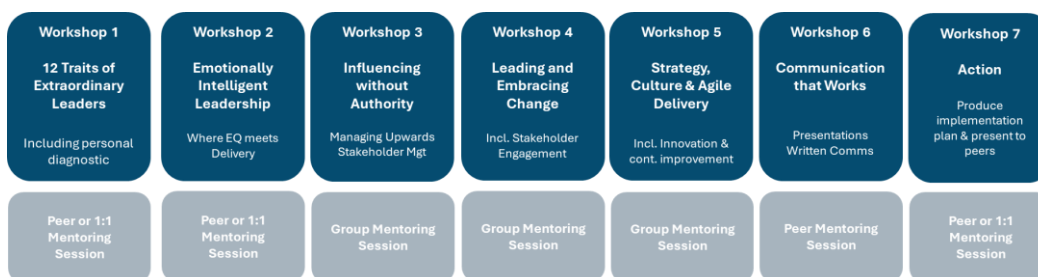 Workshop 1
12 Traits of
Extraordinary
Leaders
Including personal
diagnostic
Workshop 2
Emotionally
Intelligent
Leadership
Where EQ meets
Delivery
Workshop 3
Influencing
without
Authority
Managing Upwards
Stakeholder Mgt
Workshop 4
Leading and
Embracing
Change
Incl. Stakeholder
Engagement
Workshop 5
Strategy,
Culture & Agile
Delivery
Incl. Innovation &
cont. improvement
Workshop 6
Communication
that Works
Presentations
Written Comms
Workshop 7
Action
Produce
implementation
plan & present to
peers
Peer or 1:1
Mentoring
Session
Peer or 1:1
Mentoring
Session
Group Mentoring
Session
Group Mentoring
Session
Group Mentoring
Session
Peer Mentoring
Session
Peer or 1:1
Mentoring
Session